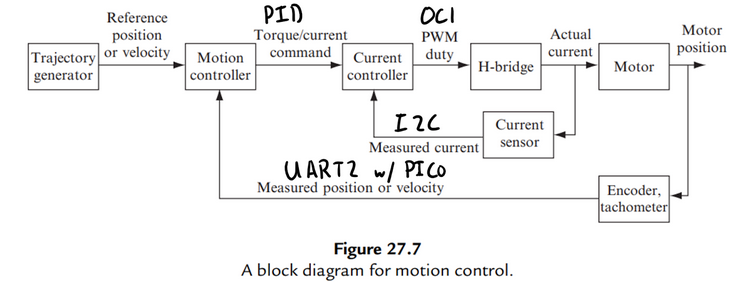 Reference
position
or velocity
PID
Torque/current
command
OC1
PWM
duty
Actual
current
Motor
position
Trajectory
generator
Motion
controller
Current
controller
H-bridge
Motor
I2C
Measured current
Current
sensor
UART2 w/ PICO
Measured position or velocity
Encoder,
tachometer
Figure 27.7
A block diagram for motion control.